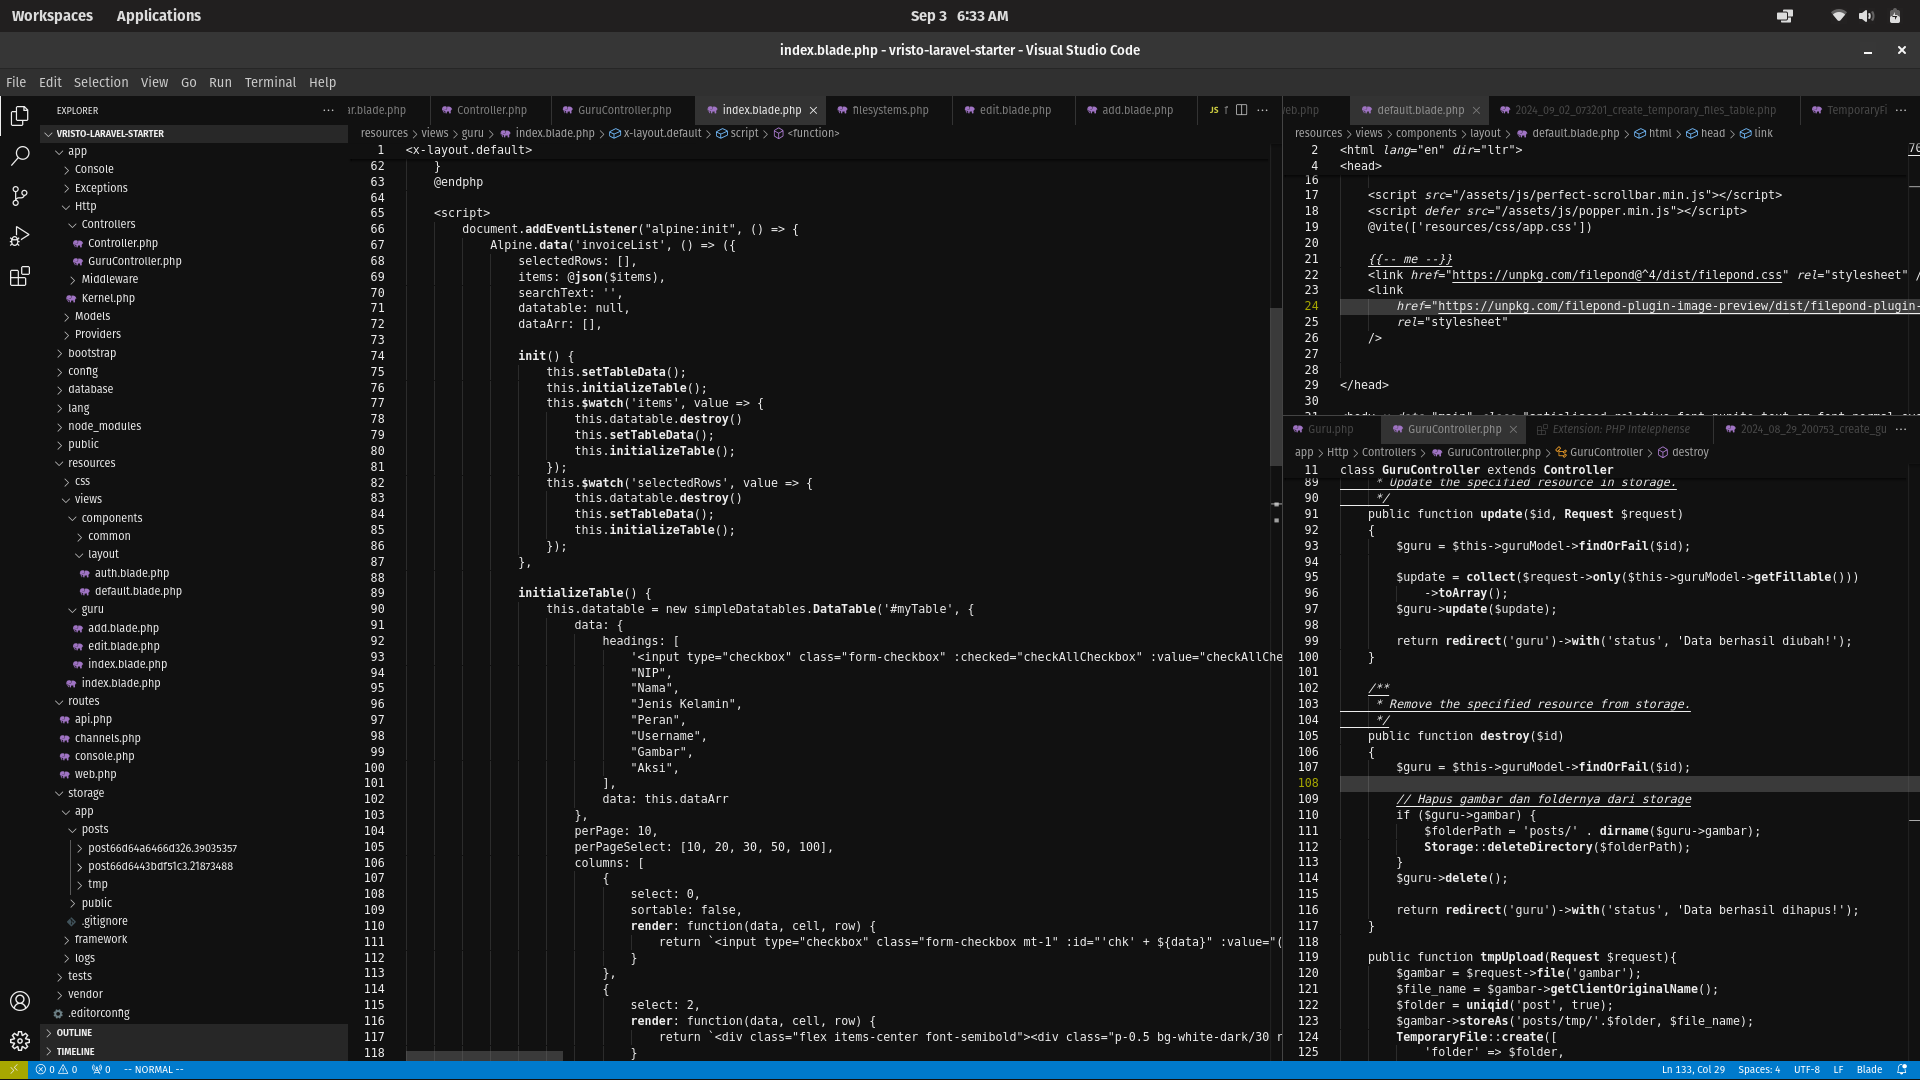 Workspaces Applications Sep 3 6:33 AM
index.blade.php - vristo-laravel-starter - Visual Studio Code
File Edit Selection View Go Run Terminal Help
EXPLORER
VRISTO-LARAVEL-STARTER
app
Console
Exceptions
Http
Controllers
Controller.php
GuruController.php
Middleware
Kernel.php
Models
Providers
bootstrap
config
database
lang
node_modules
public
resources
css
views
components
common
layout
auth.blade.php
default.blade.php
guru
add.blade.php
edit.blade.php
index.blade.php
index.blade.php
routes
api.php
channels.php
console.php
web.php
storage
app
posts
post66d64a6466d326.39035357
post66d6443bdf51c3.21873488
tmp
public
.gitignore
framework
logs
tests
vendor
.editorconfig
OUTLINE
TIMELINE
ar.blade.php Controller.php GuruController.php index.blade.php filesystems.php edit.blade.php add.blade.php JS
resources > views > guru > index.blade.php > x-layout.default > script > <function>
1 <x-layout.default>
62 }
63 @endphp
64
65 <script>
66 document.addEventListener("alpine:init", () => {
67 Alpine.data('invoiceList', () => ({
68 selectedRows: [],
69 items: @json($items),
70 searchText: '',
71 datatable: null,
72 dataArr: [],
73
74 init() {
75 this.setTableData();
76 this.initializeTable();
77 this.$watch('items', value => {
78 this.datatable.destroy()
79 this.setTableData();
80 this.initializeTable();
81 });
82 this.$watch('selectedRows', value => {
83 this.datatable.destroy()
84 this.setTableData();
85 this.initializeTable();
86 });
87 },
88
89 initializeTable() {
90 this.datatable = new simpleDatatables.DataTable('#myTable', {
91 data: {
92 headings: [
93 '<input type="checkbox" class="form-checkbox" :checked="checkAllCheckbox" :value="checkAllChe
94 "NIP",
95 "Nama",
96 "Jenis Kelamin",
97 "Peran",
98 "Username",
99 "Gambar",
100 "Aksi",
101 ],
102 data: this.dataArr
103 },
104 perPage: 10,
105 perPageSelect: [10, 20, 30, 50, 100],
106 columns: [
107 {
108 select: 0,
109 sortable: false,
110 render: function(data, cell, row) {
111 return `<input type="checkbox" class="form-checkbox mt-1" :id="'chk' + ${data}" :value="(
112 }
113 },
114 {
115 select: 2,
116 render: function(data, cell, row) {
117 return `<div class="flex items-center font-semibold"><div class="p-0.5 bg-white-dark/30 r
118 }
web.php default.blade.php 2024_09_02_073201_create_temporary_files_table.php TemporaryFi
resources > views > components > layout > default.blade.php > html > head > link
2 <html lang="en" dir="ltr">
4 <head>
16
17 <script src="/assets/js/perfect-scrollbar.min.js"></script>
18 <script defer src="/assets/js/popper.min.js"></script>
19 @vite(['resources/css/app.css'])
20
21 {{-- me --}}
22 <link href="https://unpkg.com/filepond@^4/dist/filepond.css" rel="stylesheet" /
23 <link
24 href="https://unpkg.com/filepond-plugin-image-preview/dist/filepond-plugin-
25 rel="stylesheet"
26 />
27
28
29 </head>
30
Guru.php GuruController.php Extension: PHP Intelephense 2024_08_29_200753_create_gu
app > Http > Controllers > GuruController.php > GuruController > destroy
11 class GuruController extends Controller
89 * Update the specified resource in storage.
90 */
91 public function update($id, Request $request)
92 {
93 $guru = $this->guruModel->findOrFail($id);
94
95 $update = collect($request->only($this->guruModel->getFillable()))
96 ->toArray();
97 $guru->update($update);
98
99 return redirect('guru')->with('status', 'Data berhasil diubah!');
100 }
101
102 /**
103 * Remove the specified resource from storage.
104 */
105 public function destroy($id)
106 {
107 $guru = $this->guruModel->findOrFail($id);
108
109 // Hapus gambar dan foldernya dari storage
110 if ($guru->gambar) {
111 $folderPath = 'posts/' . dirname($guru->gambar);
112 Storage::deleteDirectory($folderPath);
113 }
114 $guru->delete();
115
116 return redirect('guru')->with('status', 'Data berhasil dihapus!');
117 }
118
119 public function tmpUpload(Request $request){
120 $gambar = $request->file('gambar');
121 $file_name = $gambar->getClientOriginalName();
122 $folder = uniqid('post', true);
123 $gambar->storeAs('posts/tmp/'.$folder, $file_name);
124 TemporaryFile::create([
125 'folder' => $folder,
0 0 0 -- NORMAL -- Ln 133, Col 29 Spaces: 4 UTF-8 LF Blade